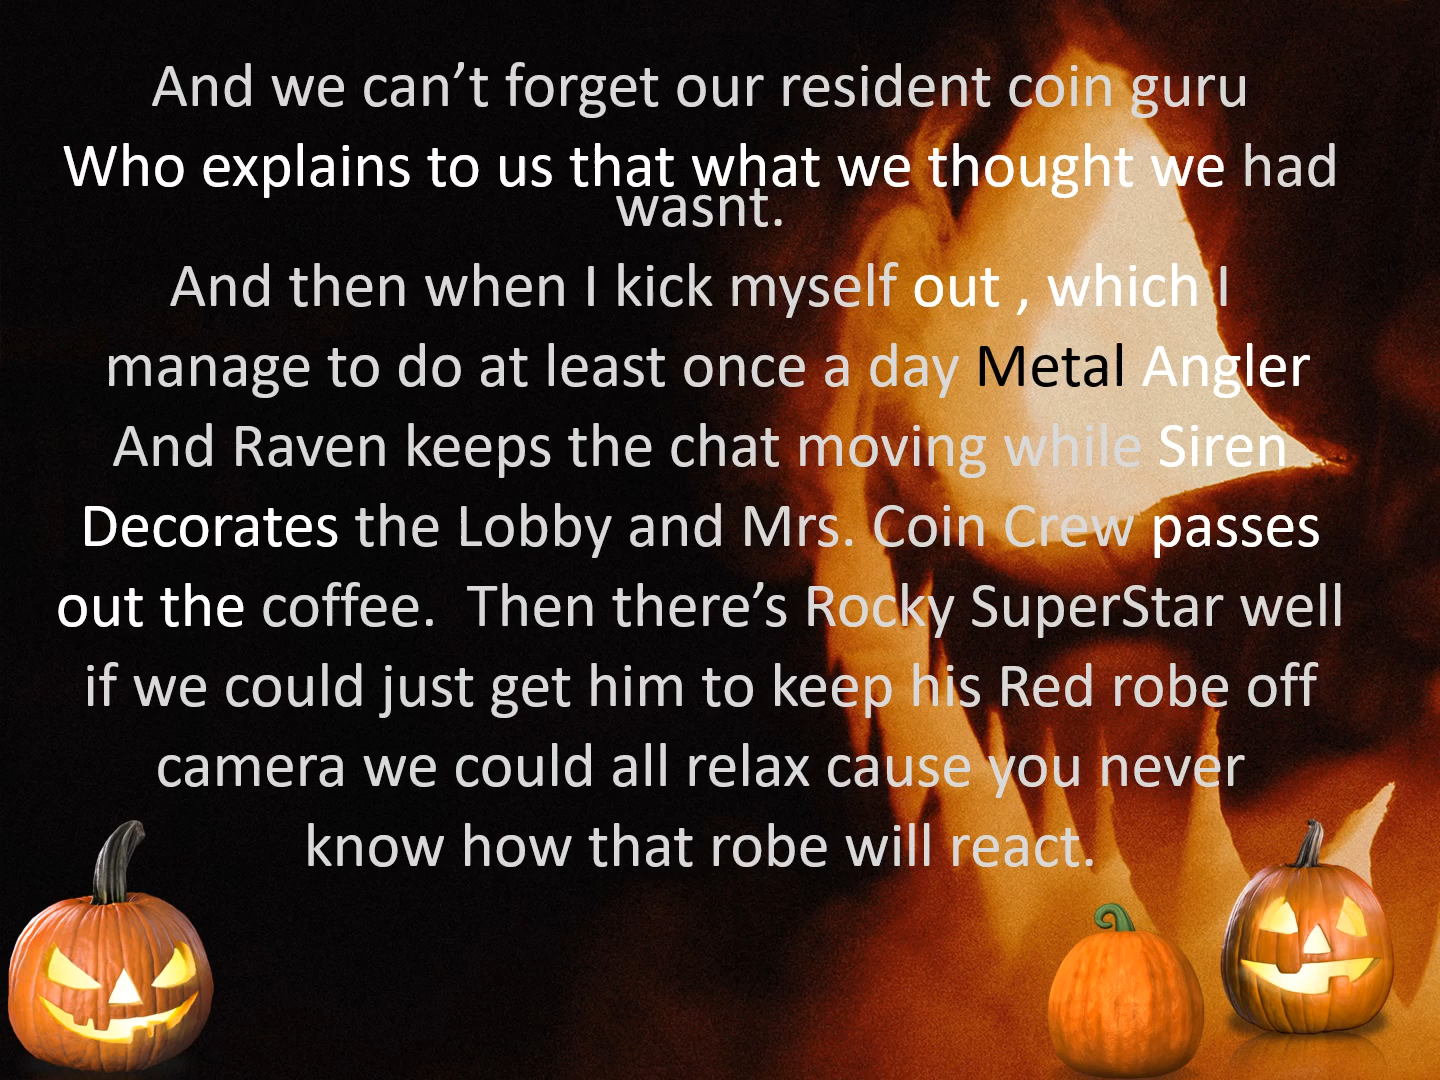 And we can’t forget our resident coin guru
Who explains to us that what we thought we had
wasnt.
And then when I kick myself out , which I
manage to do at least once a day Metal Angler
And Raven keeps the chat moving while Siren
Decorates the Lobby and Mrs. Coin Crew passes
out the coffee.  Then there’s Rocky SuperStar well
if we could just get him to keep his Red robe off
camera we could all relax cause you never
know how that robe will react.